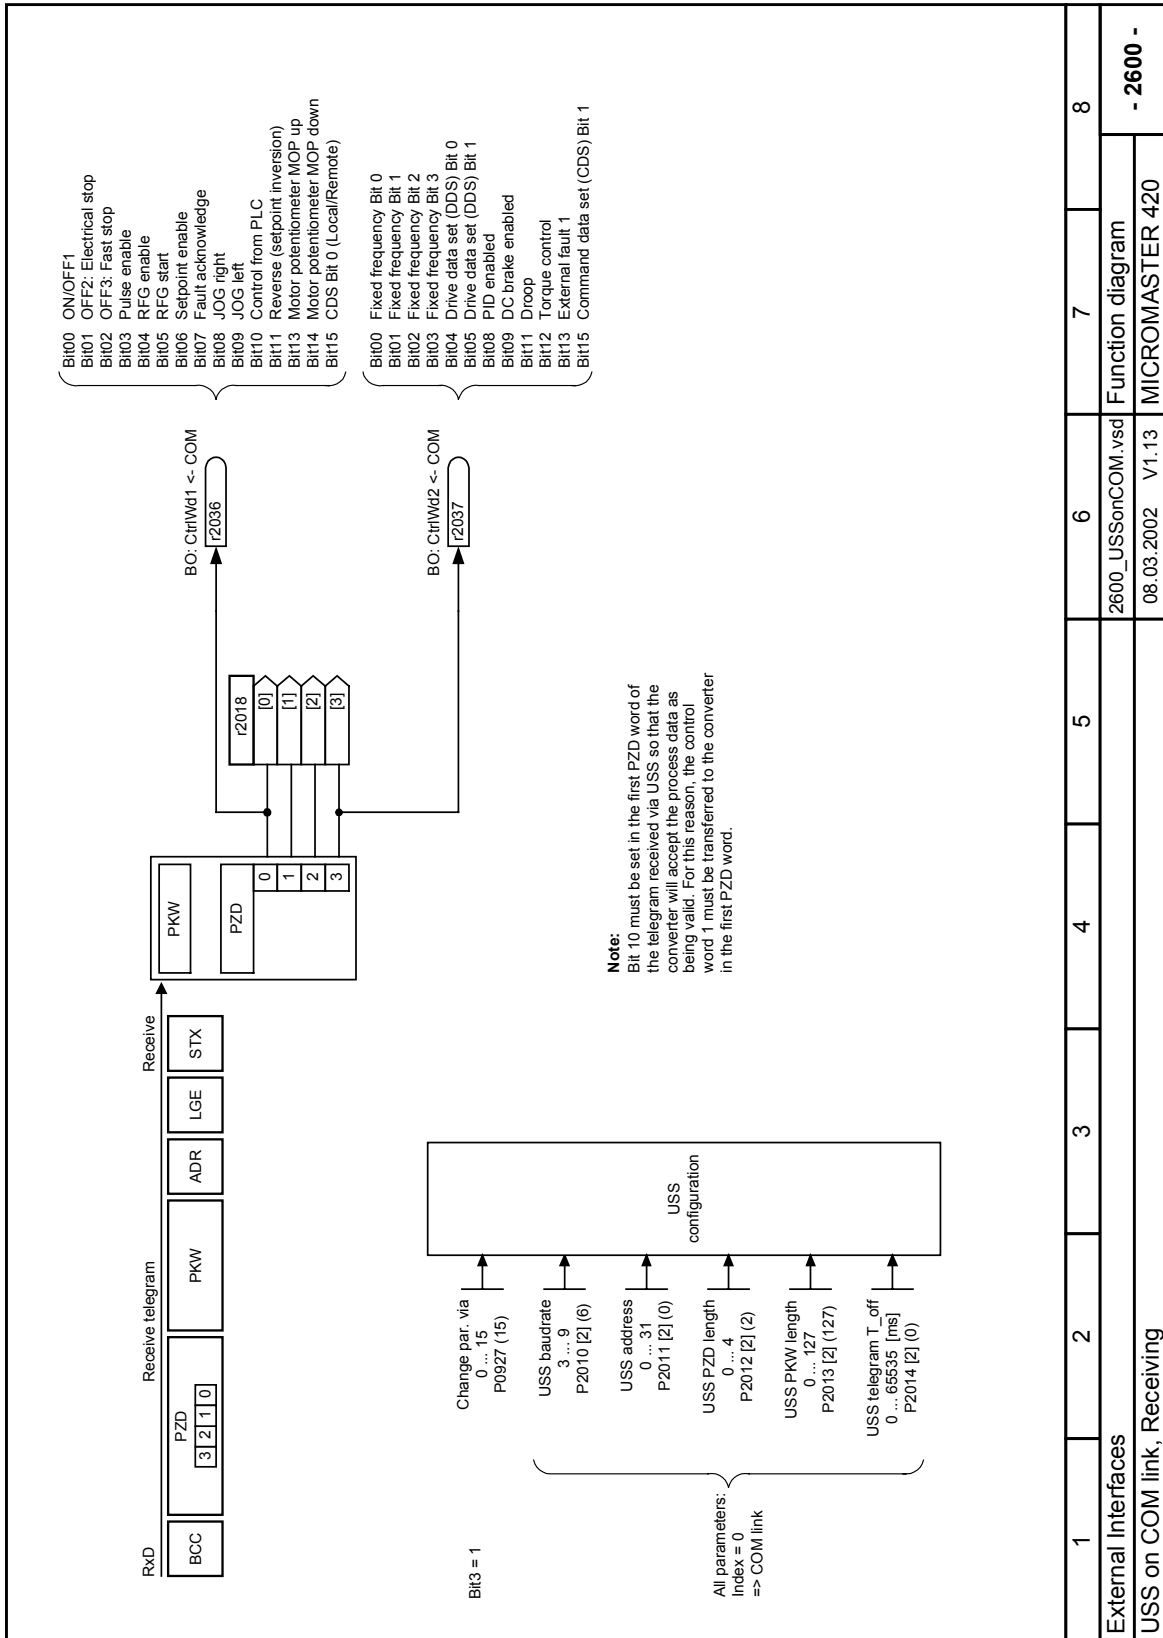 RxD
Receive telegram
Receive
BCC
PZD
3 2 1 0
PKW
ADR
LGE
STX
PKW
PZD
0
1
2
3
r2018
[0]
[1]
[2]
[3]
BO: CtrlWd1 <- COM
r2036
BO: CtrlWd2 <- COM
r2037
Bit00 ON/OFF1
Bit01 OFF2: Electrical stop
Bit02 OFF3: Fast stop
Bit03 Pulse enable
Bit04 RFG enable
Bit05 RFG start
Bit06 Setpoint enable
Bit07 Fault acknowledge
Bit08 JOG right
Bit09 JOG left
Bit10 Control from PLC
Bit11 Reverse (setpoint inversion)
Bit13 Motor potentiometer MOP up
Bit14 Motor potentiometer MOP down
Bit15 CDS Bit 0 (Local/Remote)
Bit00 Fixed frequency Bit 0
Bit01 Fixed frequency Bit 1
Bit02 Fixed frequency Bit 2
Bit03 Fixed frequency Bit 3
Bit04 Drive data set (DDS) Bit 0
Bit05 Drive data set (DDS) Bit 1
Bit08 PID enabled
Bit09 DC brake enabled
Bit11 Droop
Bit12 Torque control
Bit13 External fault 1
Bit15 Command data set (CDS) Bit 1
Bit3 = 1
Change par. via
0 ... 15
P0927 (15)
USS baudrate
3 ... 9
P2010 [2] (6)
USS address
0 ... 31
P2011 [2] (0)
USS PZD length
0 ... 4
P2012 [2] (2)
USS PKW length
0 ... 127
P2013 [2] (127)
USS telegram T_off
0 ... 65535 [ms]
P2014 [2] (0)
All parameters:
Index = 0
=> COM link
USS
configuration
Note:
Bit 10 must be set in the first PZD word of
the telegram received via USS so that the
converter will accept the process data as
being valid. For this reason, the control
word 1 must be transferred to the converter
in the first PZD word.
1 2 3 4 5 6 7 8
External Interfaces
2600_USSonCOM.vsd
Function diagram
- 2600 -
USS on COM link, Receiving
08.03.2002 V1.13
MICROMASTER 420